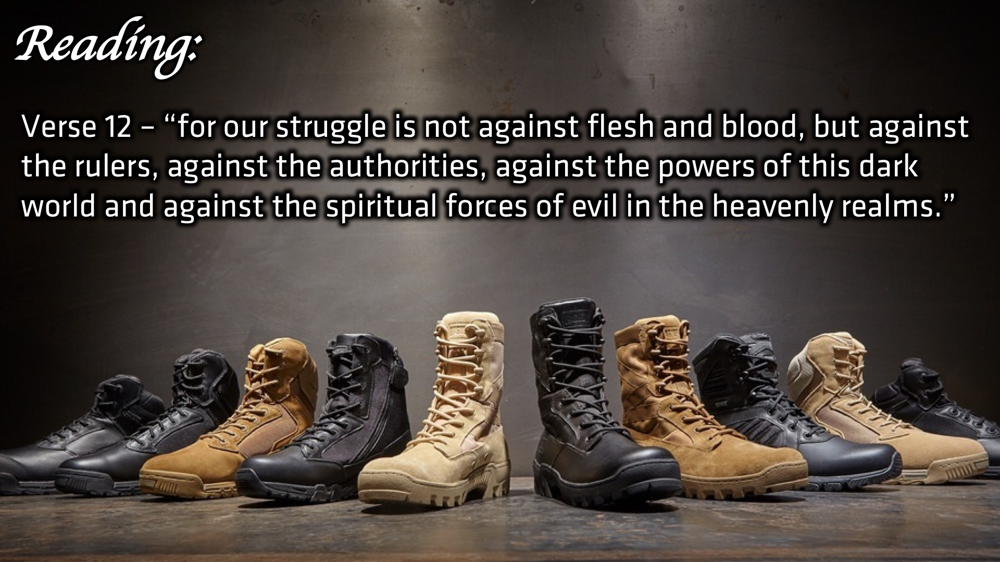 Reading:
Verse 12 – “for our struggle is not against flesh and blood, but against
the rulers, against the authorities, against the powers of this dark
world and against the spiritual forces of evil in the heavenly realms.”